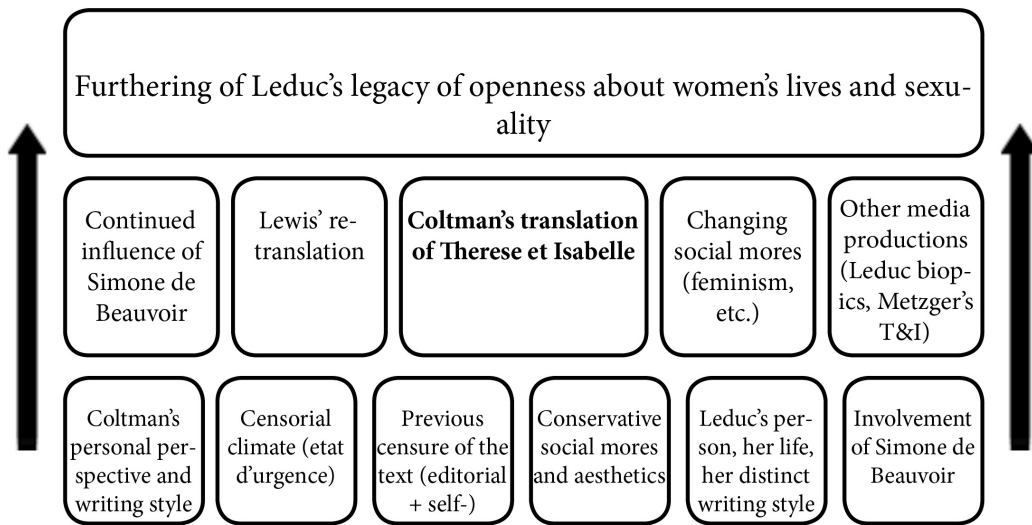 Furthering of Leduc’s legacy of openness about women’s lives and sexu-
ality
Continued
influence of
Simone de
Beauvoir
Lewis’ re-
translation
Coltman’s translation
of Therese et Isabelle
Changing
social mores
(feminism,
etc.)
Other media
productions
(Leduc biop-
ics, Metzger’s
T&I)
Coltman’s
personal per-
spective and
writing style
Censorial
climate (etat
d’urgence)
Previous
censure of the
text (editorial
+ self-)
Conservative
social mores
and aesthetics
Leduc’s per-
son, her life,
her distinct
writing style
Involvement
of Simone de
Beauvoir